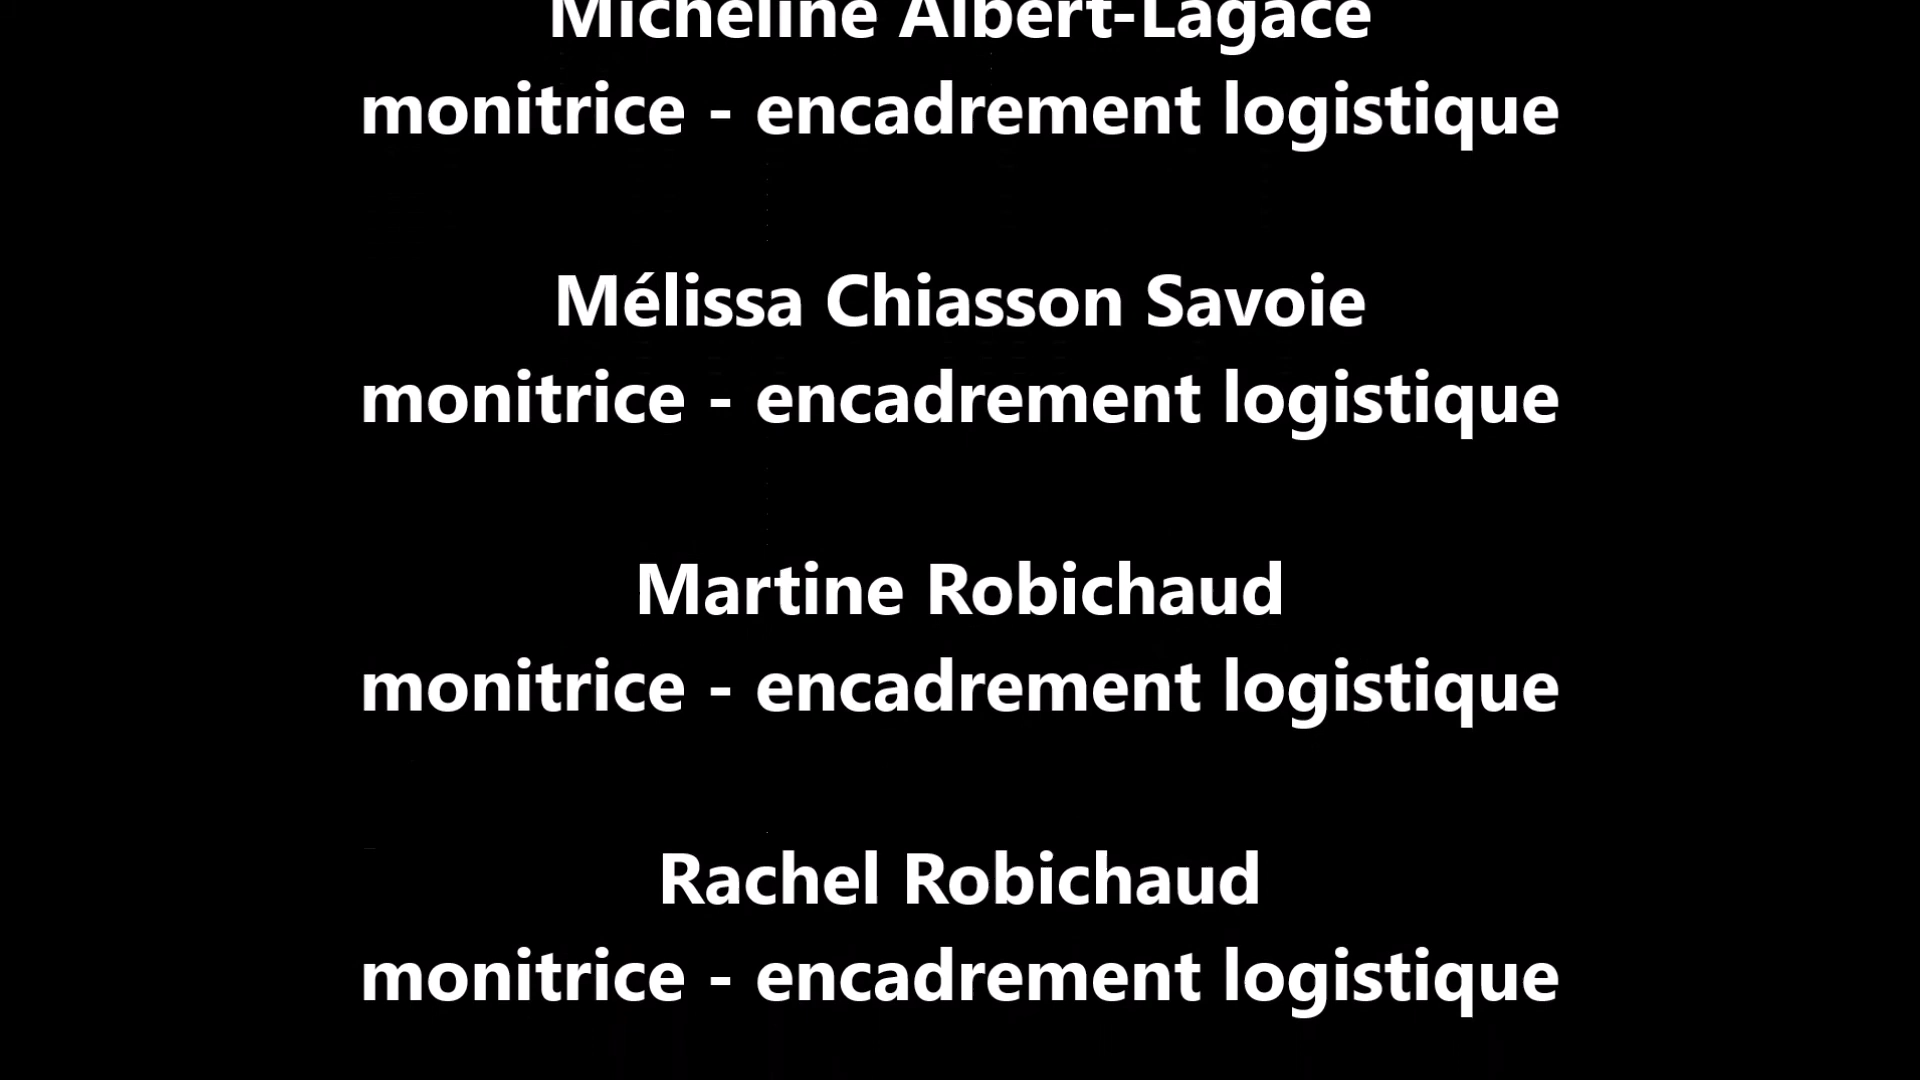 Micheline Albert-Lagacé
monitrice - encadrement logistique
Mélissa Chiasson Savoie
monitrice - encadrement logistique
Martine Robichaud
monitrice - encadrement logistique
Rachel Robichaud
monitrice - encadrement logistique